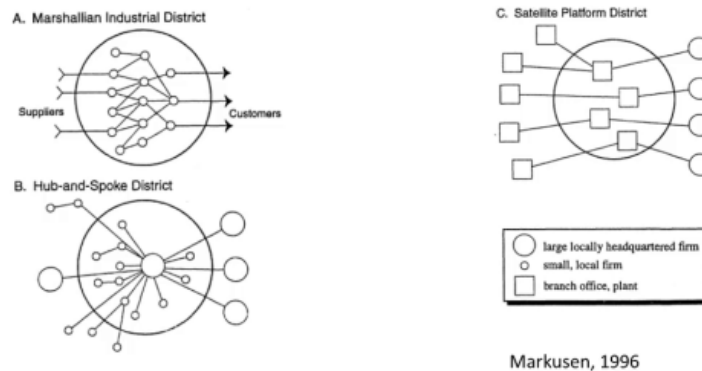 A. Marshallian Industrial District
Suppliers
Customers
B. Hub-and-Spoke District
C. Satellite Platform District
large locally headquartered firm
small, local firm
branch office, plant
Markusen, 1996